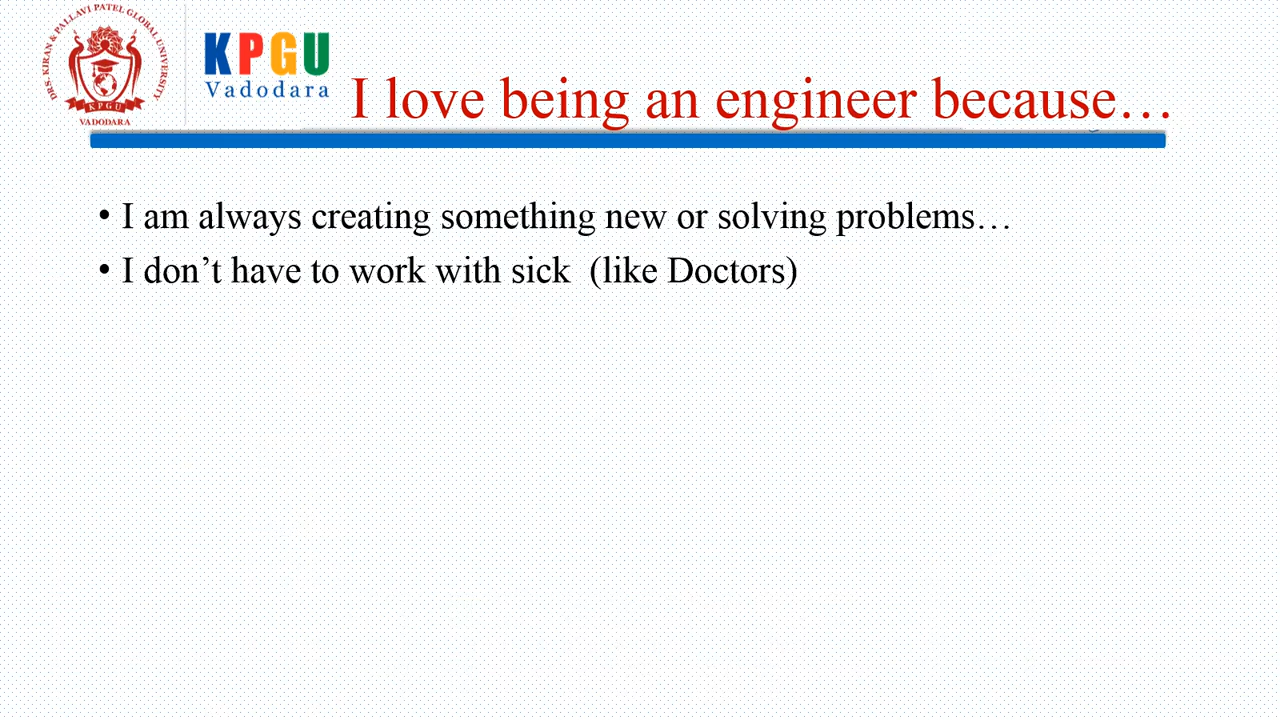 DRS. KIRAN & PALLAVI PATEL GLOBAL UNIVERSITY
KPGU
VADODARA
KPGU
Vadodara
I love being an engineer because…
• I am always creating something new or solving problems…
• I don’t have to work with sick  (like Doctors)